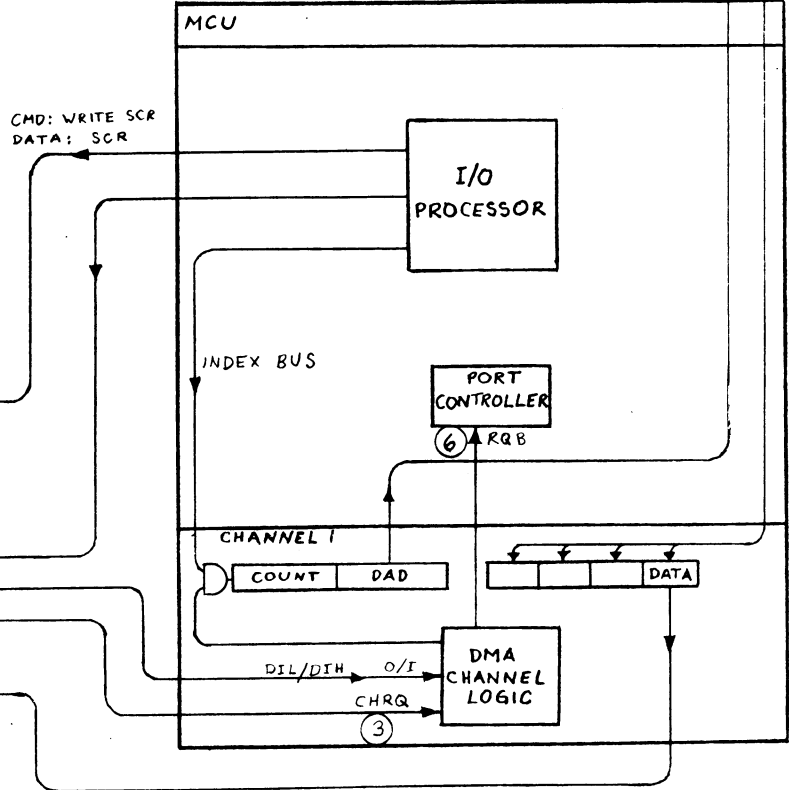 MCU
CMD: WRITE SCR
DATA: SCR
I/O
PROCESSOR
INDEX BUS
PORT
CONTROLLER
6
RQB
CHANNEL 1
COUNT
DAD
DATA
DIL/DIH
O/I
DMA
CHANNEL
LOGIC
CHRQ
3